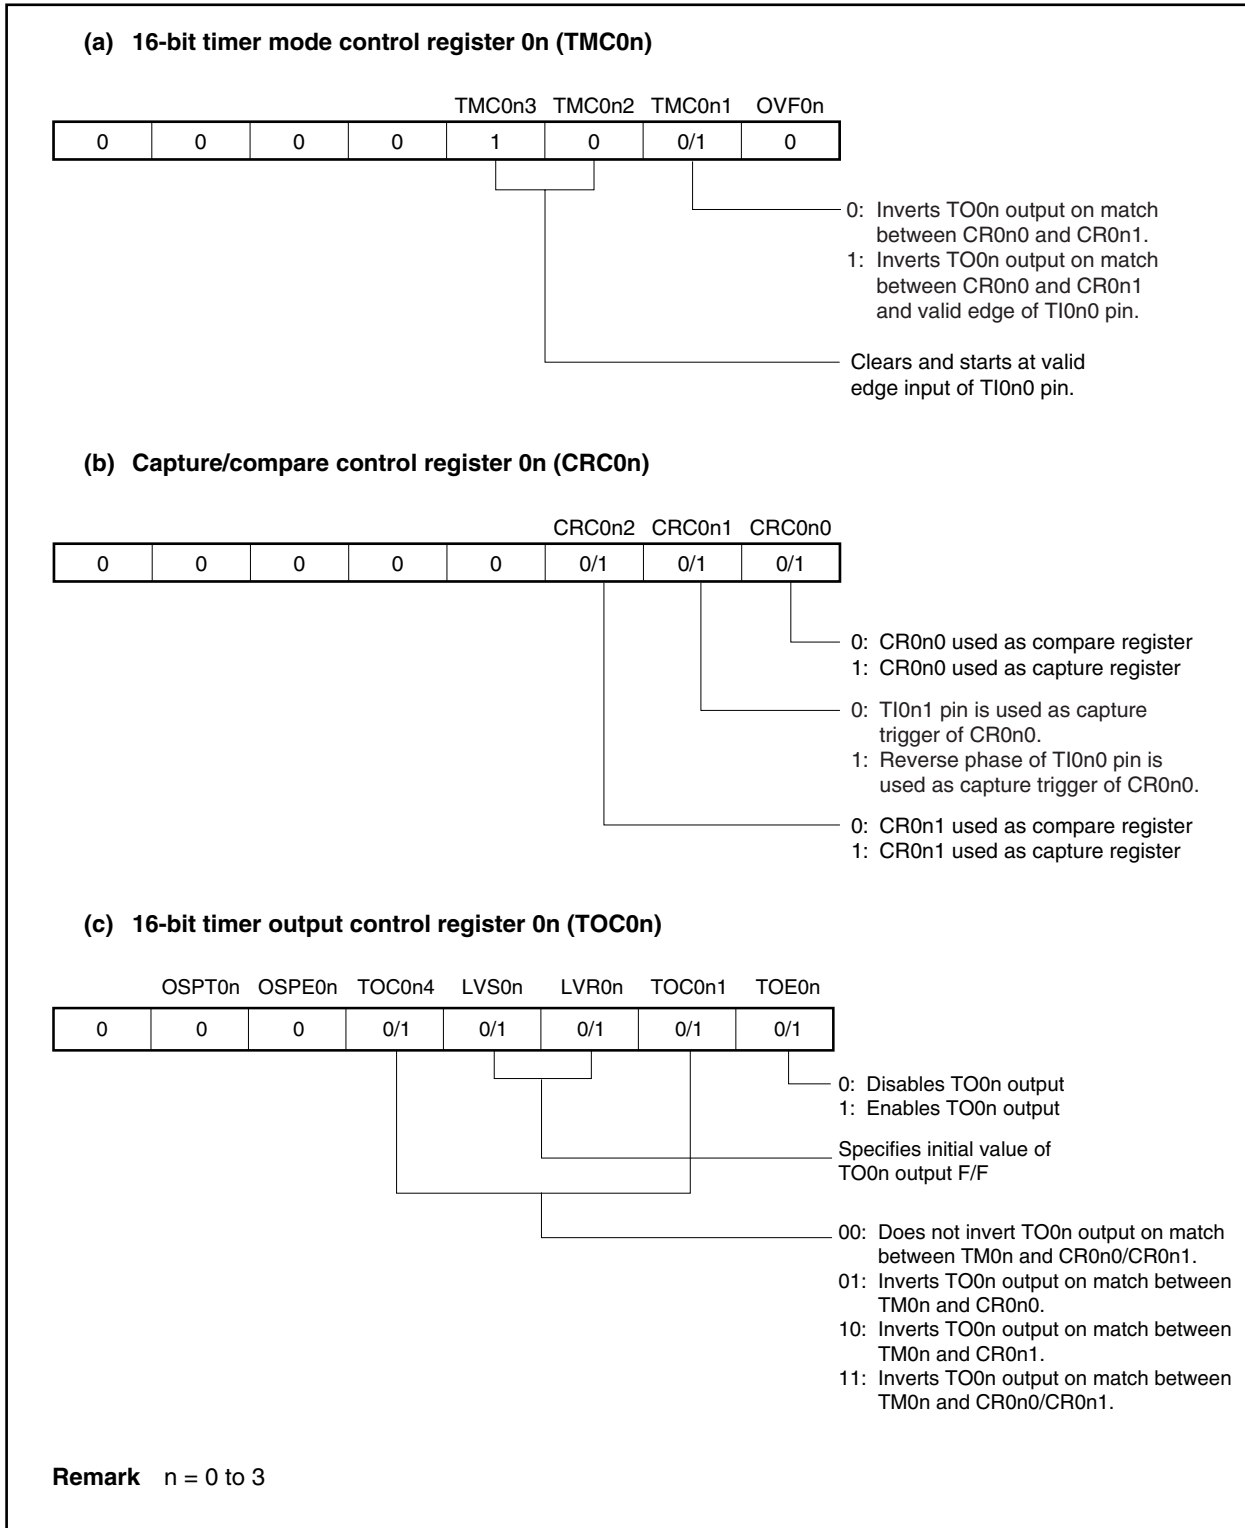 (a) 16-bit timer mode control register 0n (TMC0n)
TMC0n3 TMC0n2 TMC0n1 OVF0n
0 0 0 0 1 0 0/1 0
0: Inverts TO0n output on match
between CR0n0 and CR0n1.
1: Inverts TO0n output on match
between CR0n0 and CR0n1
and valid edge of TI0n0 pin.
Clears and starts at valid
edge input of TI0n0 pin.
(b) Capture/compare control register 0n (CRC0n)
CRC0n2 CRC0n1 CRC0n0
0 0 0 0 0 0/1 0/1 0/1
0: CR0n0 used as compare register
1: CR0n0 used as capture register
0: TI0n1 pin is used as capture
trigger of CR0n0.
1: Reverse phase of TI0n0 pin is
used as capture trigger of CR0n0.
0: CR0n1 used as compare register
1: CR0n1 used as capture register
(c) 16-bit timer output control register 0n (TOC0n)
OSPT0n OSPE0n TOC0n4 LVS0n LVR0n TOC0n1 TOE0n
0 0 0 0/1 0/1 0/1 0/1 0/1
0: Disables TO0n output
1: Enables TO0n output
Specifies initial value of
TO0n output F/F
00: Does not invert TO0n output on match
between TM0n and CR0n0/CR0n1.
01: Inverts TO0n output on match between
TM0n and CR0n0.
10: Inverts TO0n output on match between
TM0n and CR0n1.
11: Inverts TO0n output on match between
TM0n and CR0n0/CR0n1.
Remark n = 0 to 3